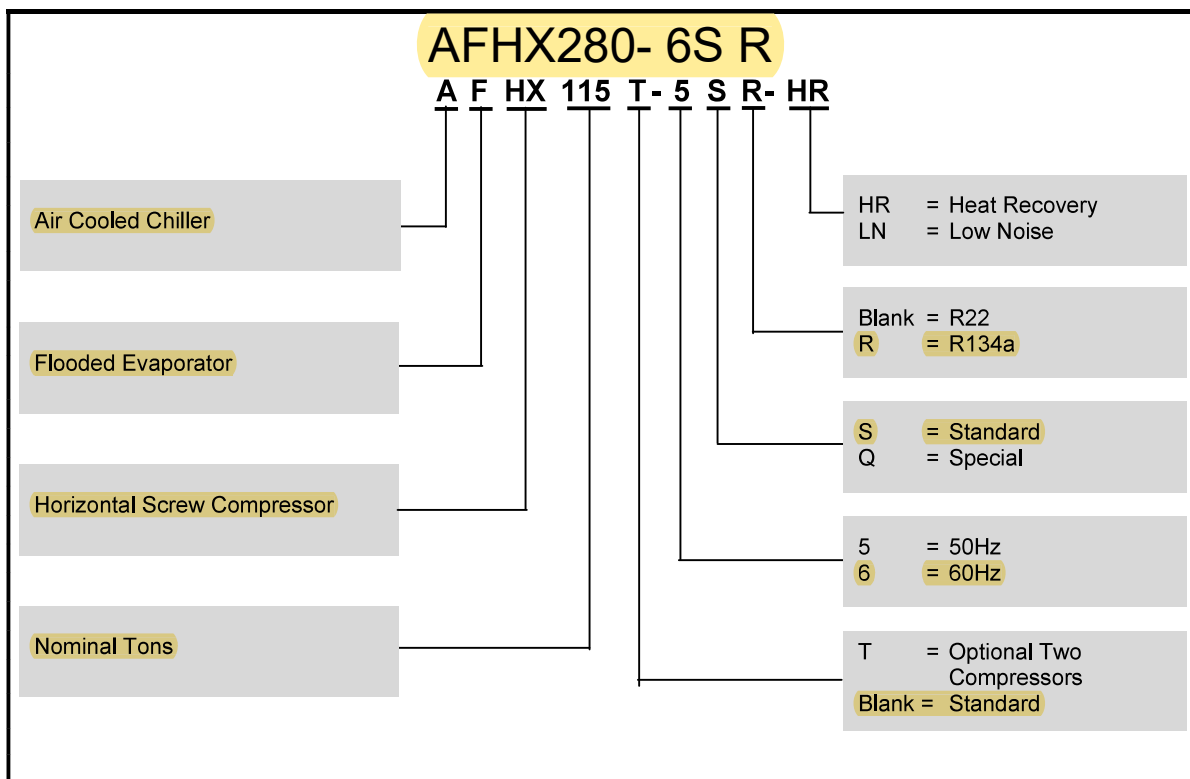 AFHX280- 6S R
A F HX 115 T - 5 S R- HR
Air Cooled Chiller
Flooded Evaporator
Horizontal Screw Compressor
Nominal Tons
HR = Heat Recovery
LN = Low Noise
Blank = R22
R = R134a
S = Standard
Q = Special
5 = 50Hz
6 = 60Hz
T = Optional Two
Compressors
Blank = Standard